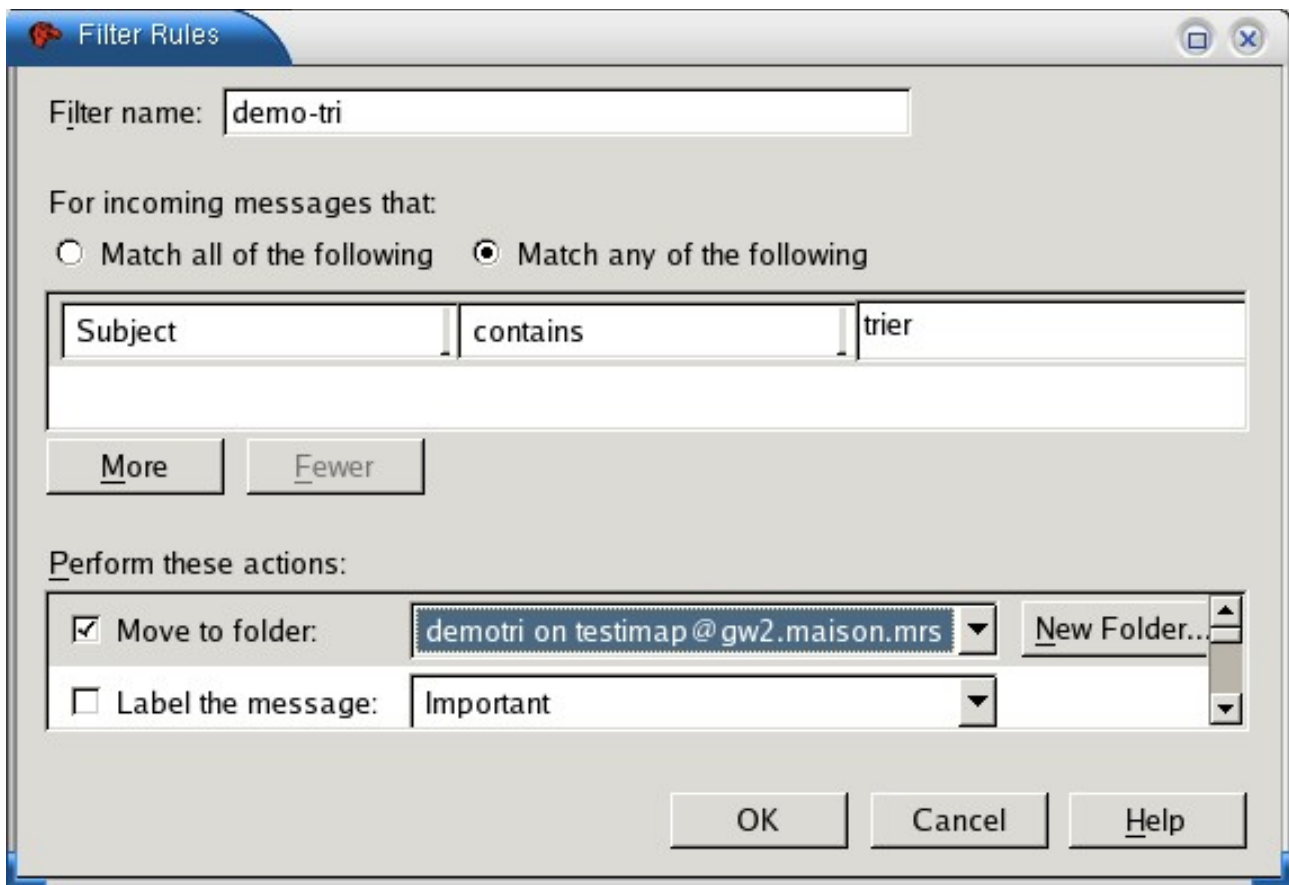 Filter Rules
Filter name: demo-tri
For incoming messages that:
Match all of the following Match any of the following
Subject contains trier
More Fewer
Perform these actions:
Move to folder: demotri on testimap@gw2.maison.mrs New Folder...
Label the message: Important
OK Cancel Help